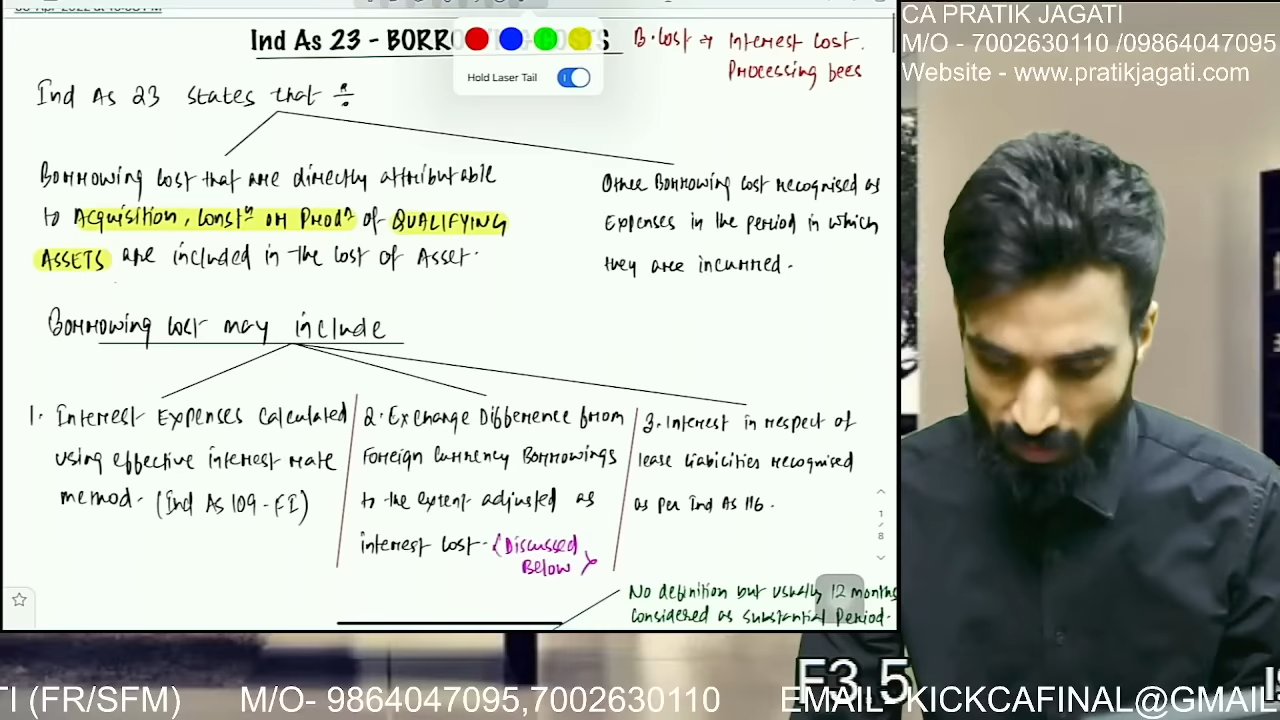 Ind As 23 - BORRO
Hold Laser Tail
B. Cost → Interest Cost.
Processing fees
CA PRATIK JAGATI
M/O - 7002630110 /09864047095
Website - www.pratikjagati.com
Ind As 23 states that ÷
Borrowing Cost that are directly attributable
to Acquisition, Constⁿ or Prodⁿ of QUALIFYING
ASSETS are included in the Cost of Asset.
Other Borrowing Cost recognised as
Expenses in the period in which
they are incurred.
Borrowing Cost may include
1. Interest Expenses Calculated
using effective interest rate
method. (Ind As 109 - FI)
2. Exchange Difference from
Foreign Currency Borrowings
to the extent adjusted as
interest Cost. (Discussed
Below)
3. Interest in respect of
lease liabilities recognised
as per Ind As 116.
1
/
8
No definition but usually 12 months
Considered as substantial Period.
F3.5
TI (FR/SFM)
M/O- 9864047095,7002630110
EMAIL- KICKCAFINAL@GMAIL